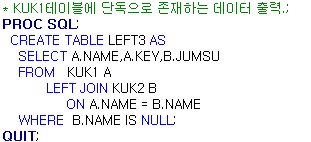 * KUK1테이블에 단독으로 존재하는 데이터 출력.;
PROC SQL;
CREATE TABLE LEFT3 AS
SELECT A.NAME,A.KEY,B.JUMSU
FROM KUK1 A
LEFT JOIN KUK2 B
ON A.NAME = B.NAME
WHERE B.NAME IS NULL;
QUIT;